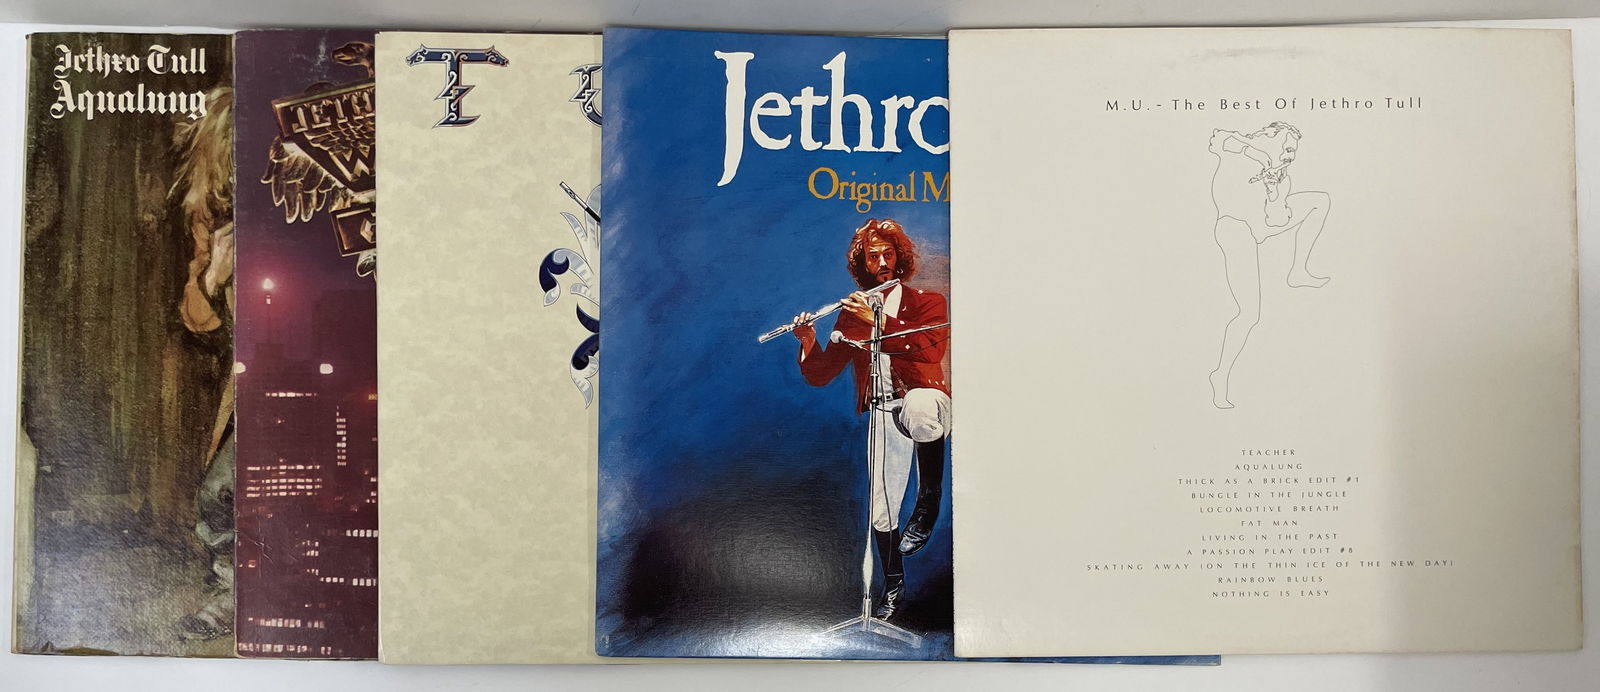 Jethro Tull
Aqualung
JETH
W
T
Jethro
Original M
M.U. - The Best Of Jethro Tull
TEACHER
AQUALUNG
THICK AS A BRICK EDIT #1
BUNGLE IN THE JUNGLE
LOCOMOTIVE BREATH
FAT MAN
LIVING IN THE PAST
A PASSION PLAY EDIT #8
SKATING AWAY (ON THE THIN ICE OF THE NEW DAY)
RAINBOW BLUES
NOTHING IS EASY